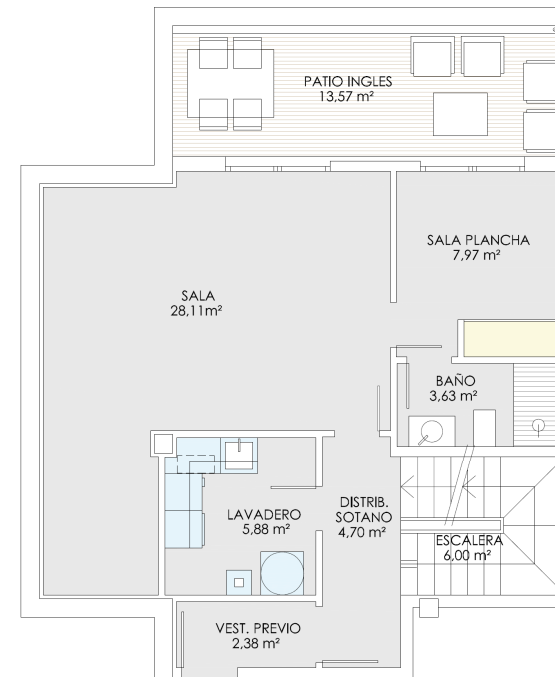 PATIO INGLES
13,57 m²
SALA PLANCHA
7,97 m²
SALA
28,11m²
BAÑO
3,63 m²
LAVADERO
5,88 m²
DISTRIB.
SOTANO
4,70 m²
ESCALERA
6,00 m²
VEST. PREVIO
2,38 m²